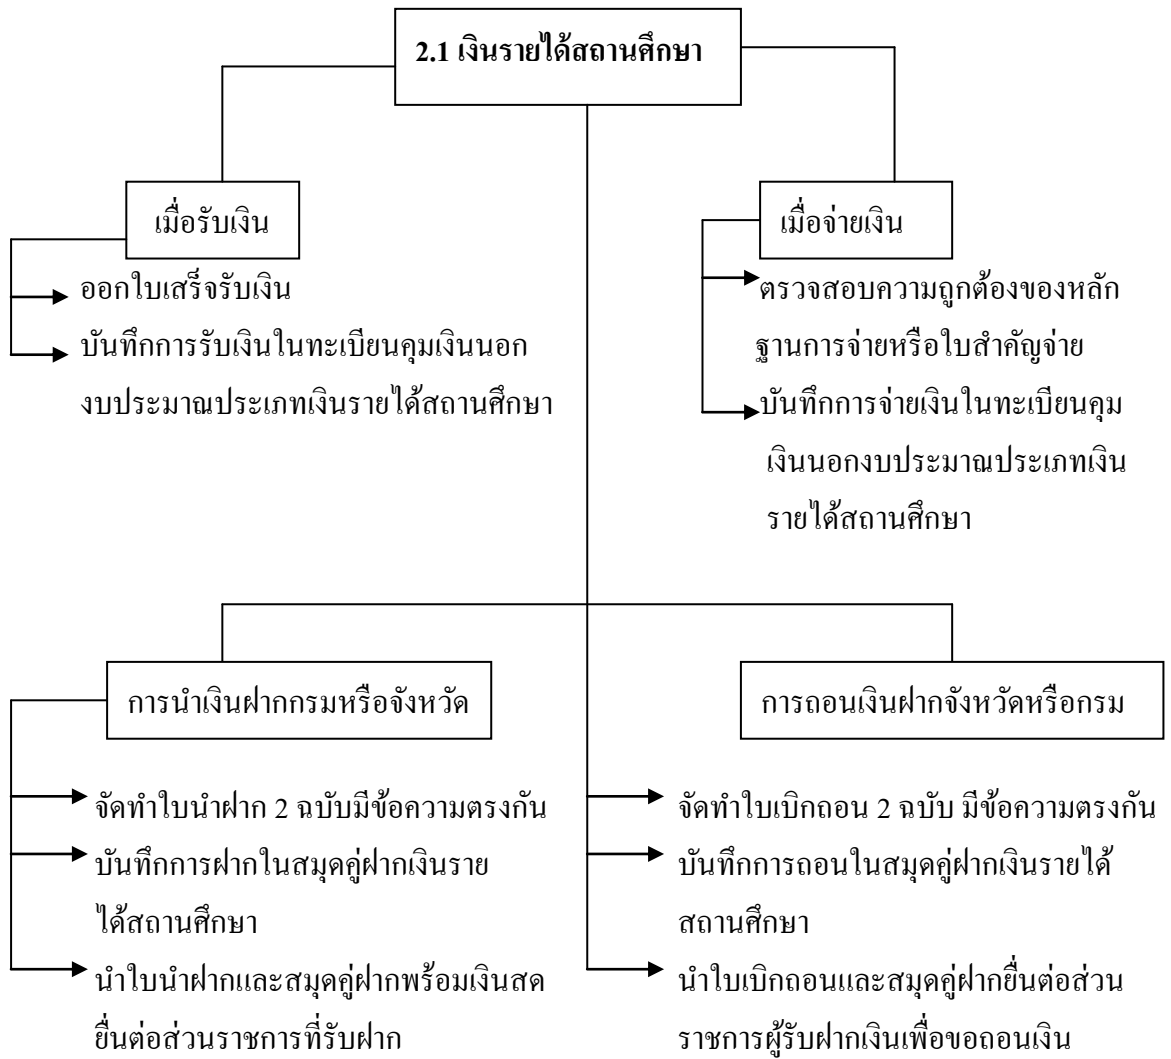 2.1 เงินรายได้สถานศึกษา
เมื่อรับเงิน
ออกใบเสร็จรับเงิน
บันทึกการรับเงินในทะเบียนคุมเงินนอก
งบประมาณประเภทเงินรายได้สถานศึกษา
เมื่อจ่ายเงิน
ตรวจสอบความถูกต้องของหลัก
ฐานการจ่ายหรือใบสำคัญจ่าย
บันทึกการจ่ายเงินในทะเบียนคุม
เงินนอกงบประมาณประเภทเงิน
รายได้สถานศึกษา
การนำเงินฝากกรมหรือจังหวัด
จัดทำใบนำฝาก 2 ฉบับมีข้อความตรงกัน
บันทึกการฝากในสมุดคู่ฝากเงินราย
ได้สถานศึกษา
นำใบนำฝากและสมุดคู่ฝากพร้อมเงินสด
ยื่นต่อส่วนราชการที่รับฝาก
การถอนเงินฝากจังหวัดหรือกรม
จัดทำใบเบิกถอน 2 ฉบับ มีข้อความตรงกัน
บันทึกการถอนในสมุดคู่ฝากเงินรายได้
สถานศึกษา
นำใบเบิกถอนและสมุดคู่ฝากยื่นต่อส่วน
ราชการผู้รับฝากเงินเพื่อขอถอนเงิน